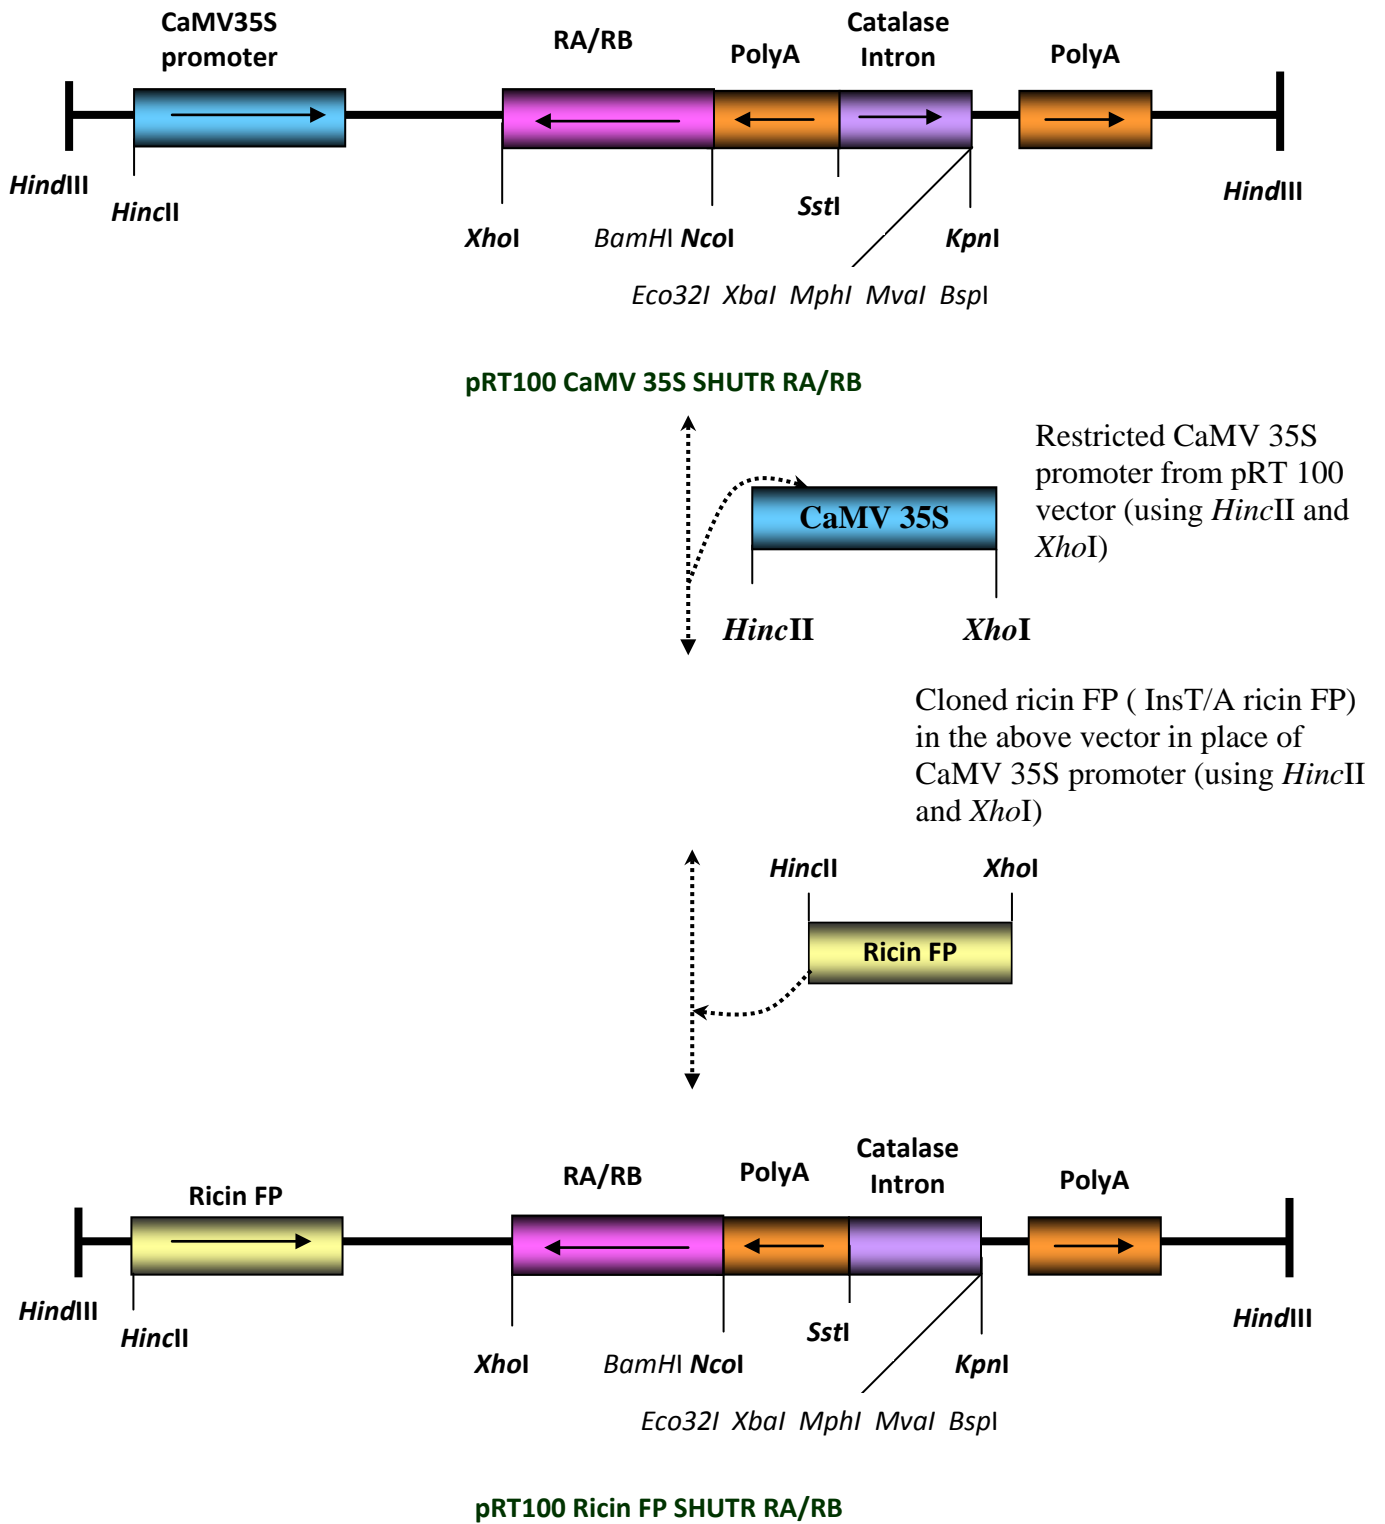 CaMV35S
promoter
RA/RB
PolyA
Catalase
Intron
PolyA
HindIII
HincII
XhoI
BamHI NcoI
SstI
KpnI
HindIII
Eco32I XbaI MphI MvaI BspI
pRT100 CaMV 35S SHUTR RA/RB
Restricted CaMV 35S
promoter from pRT 100
vector (using HincII and
XhoI)
CaMV 35S
HincII
XhoI
Cloned ricin FP ( InsT/A ricin FP)
in the above vector in place of
CaMV 35S promoter (using HincII
and XhoI)
HincII
XhoI
Ricin FP
Ricin FP
RA/RB
PolyA
Catalase
Intron
PolyA
HindIII
HincII
XhoI
BamHI NcoI
SstI
KpnI
HindIII
Eco32I XbaI MphI MvaI BspI
pRT100 Ricin FP SHUTR RA/RB